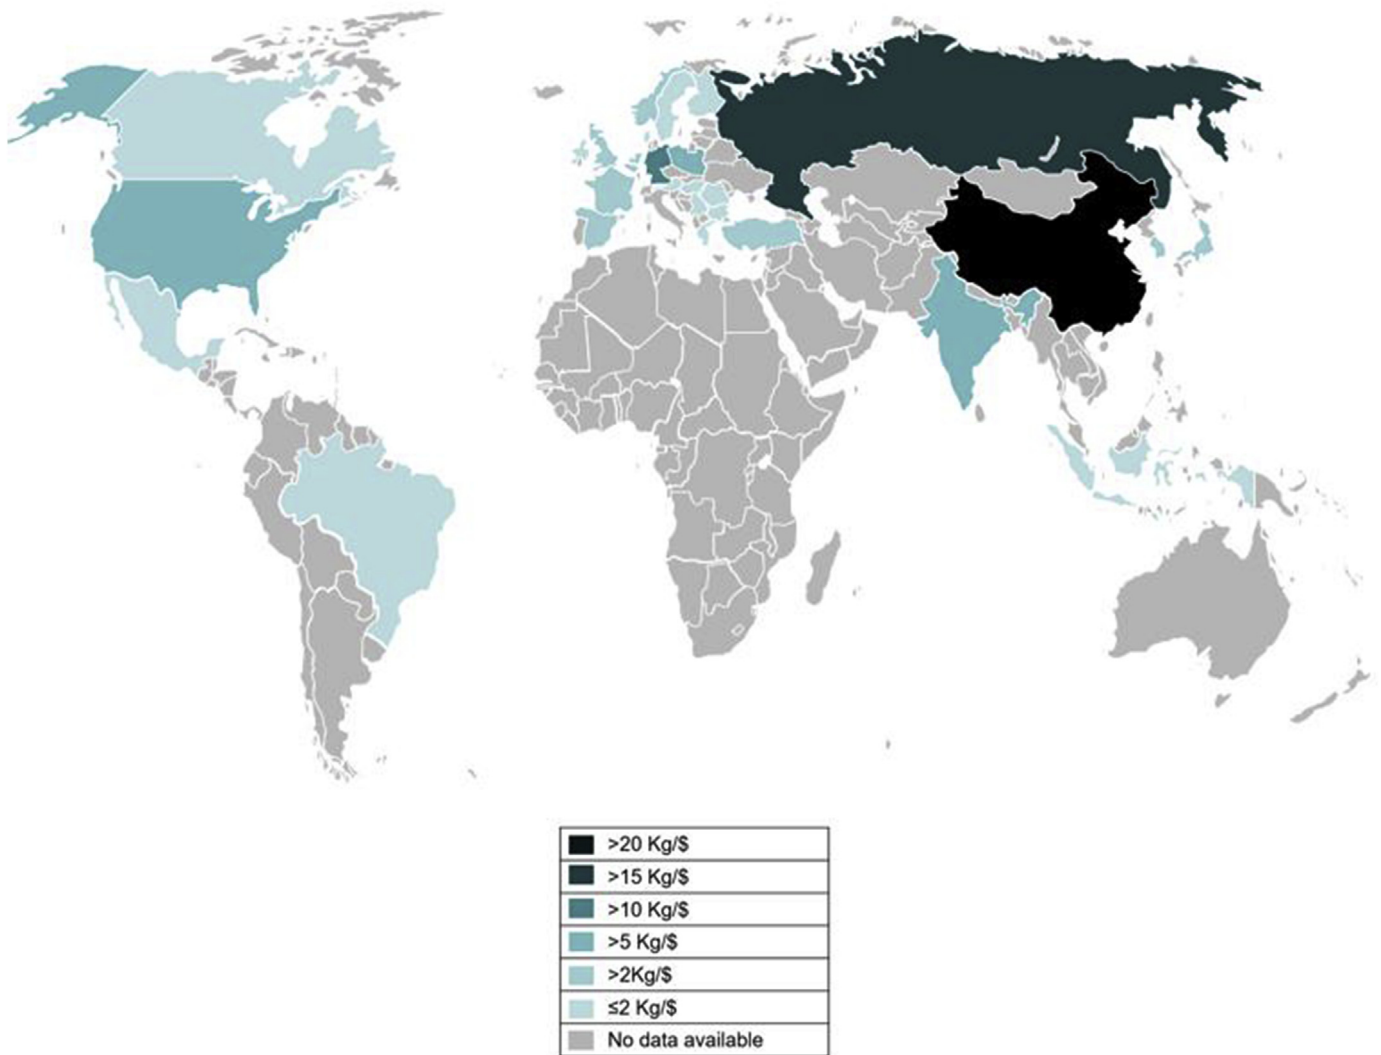 >20 Kg/$
>15 Kg/$
>10 Kg/$
>5 Kg/$
>2Kg/$
≤2 Kg/$
No data available